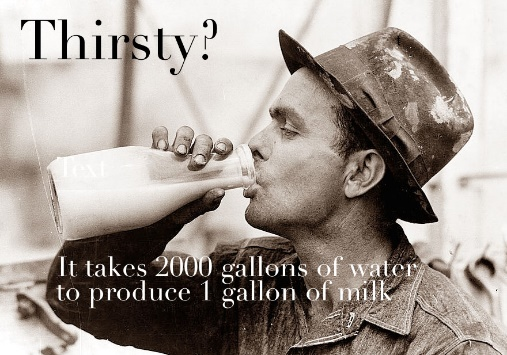 Thirsty?
Text
It takes 2000 gallons of water
to produce 1 gallon of milk